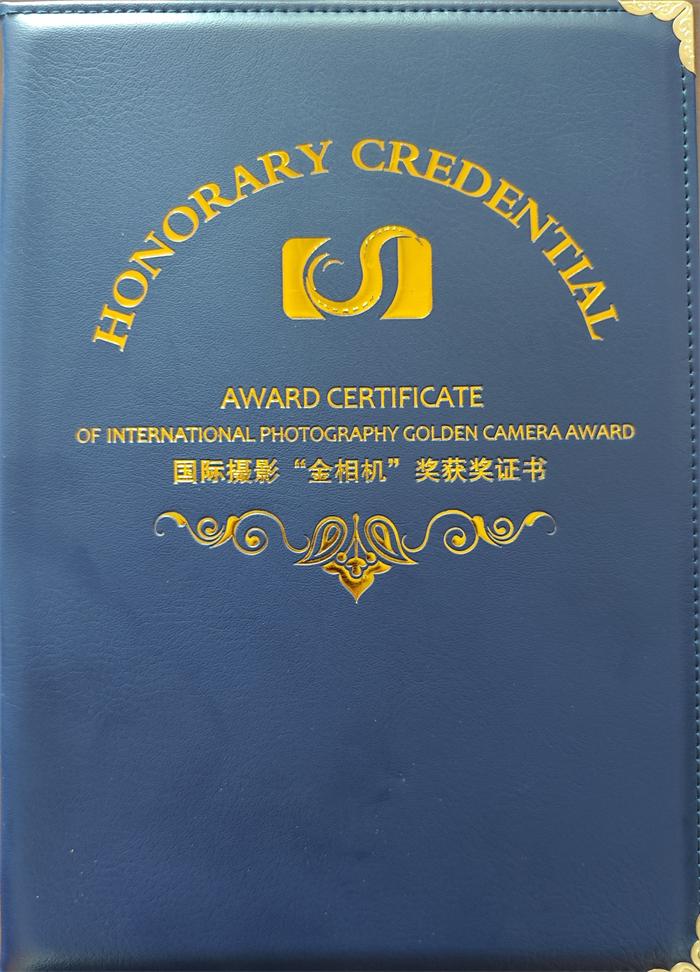 HONORARY CREDENTIAL
AWARD CERTIFICATE
OF INTERNATIONAL PHOTOGRAPHY GOLDEN CAMERA AWARD
国际摄影“金相机”奖获奖证书